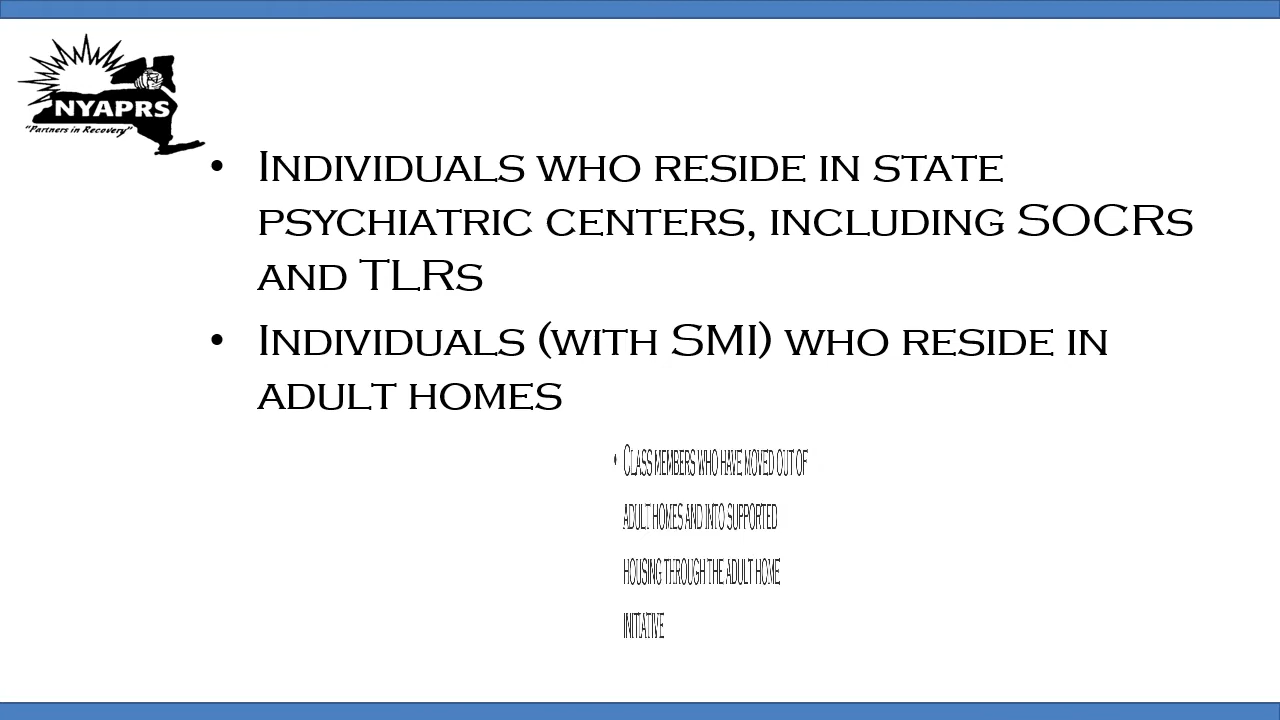 NYAPRS
"Partners in Recovery"
• Individuals who reside in state
psychiatric centers, including SOCRs
and TLRs
• Individuals (with SMI) who reside in
adult homes
• Class members who have moved out of
adult homes and into supported
housing through the adult home
initiative